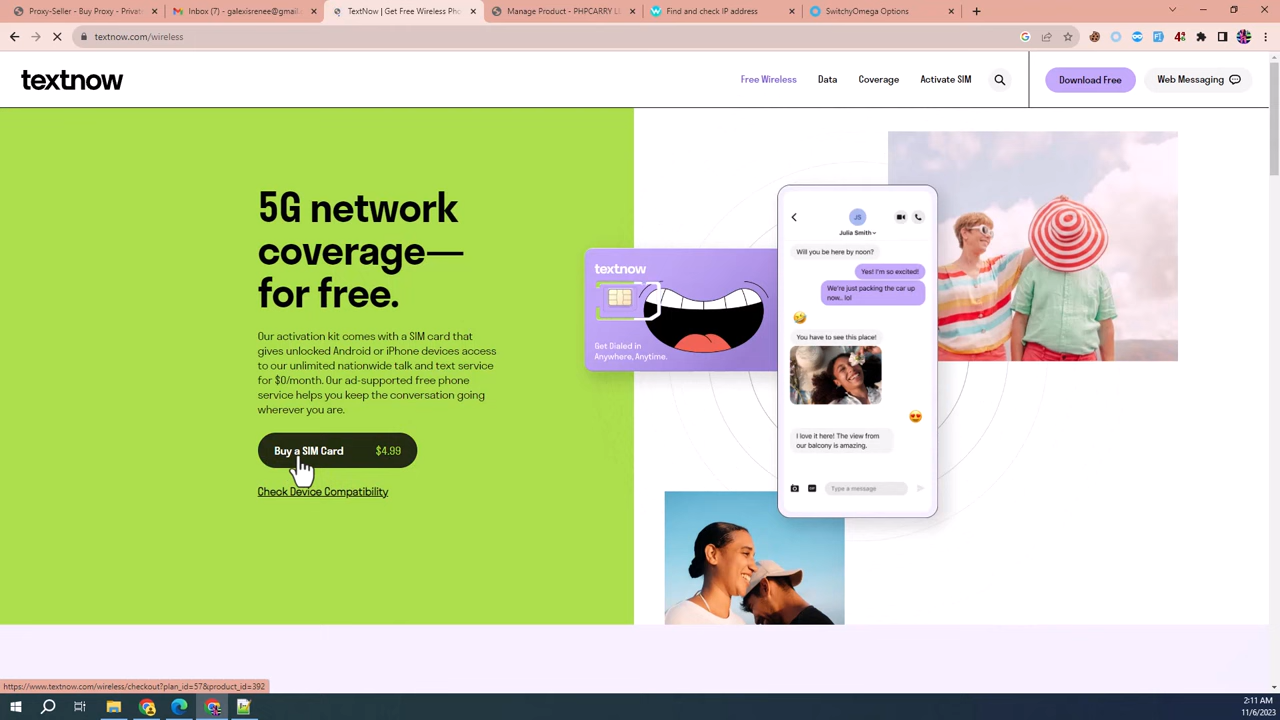 Proxy-Seller - Buy Proxy - Private
Inbox (7) - galexisrenee@gmail
TextNow | Get Free Wireless Pho
Manage Product - PHPCARRY L
Find and check IP address
SwitchyOmega Options
textnow.com/wireless
textnow
Free Wireless
Data
Coverage
Activate SIM
Download Free
Web Messaging
5G network
coverage—
for free.
Our activation kit comes with a SIM card that
gives unlocked Android or iPhone devices access
to our unlimited nationwide talk and text service
for $0/month. Our ad-supported free phone
service helps you keep the conversation going
wherever you are.
Buy a SIM Card $4.99
Check Device Compatibility
textnow
Get Dialed in
Anywhere, Anytime.
JS
Julia Smith
Will you be here by noon?
Yes! I'm so excited!
We're just packing the car up
now.. lol
You have to see this place!
I love it here! The view from
our balcony is amazing.
Type a message
https://www.textnow.com/wireless/checkout?plan_id=57&product_id=392
2:11 AM
11/6/2023